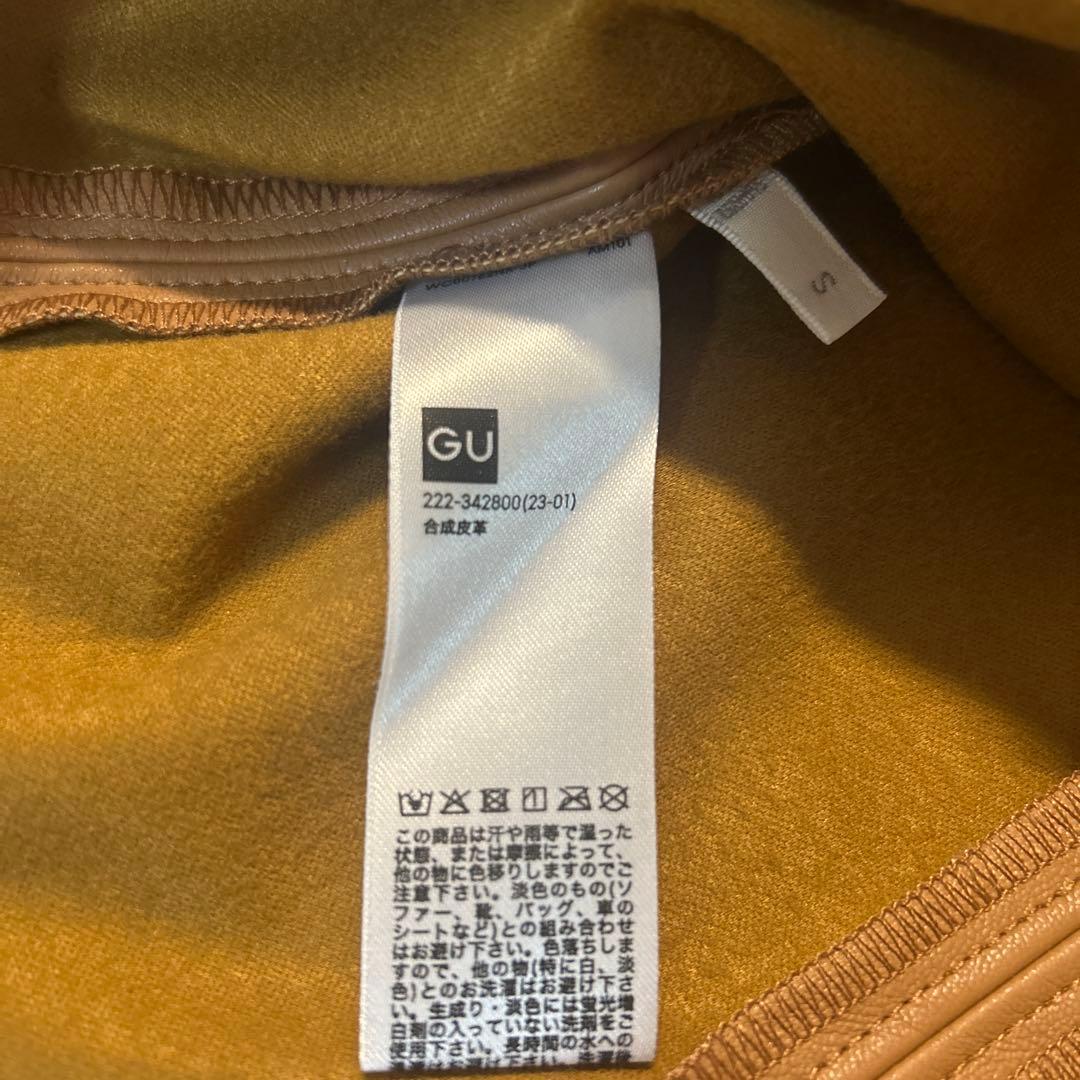 AM101
S
GU
222-342800(23-01)
合成皮革
この商品は汗や雨等で湿った
状態、または摩擦によって、
他の物に色移りしますのでご
注意下さい。淡色のもの(ソ
ファー、靴、バッグ、車の
シートなど)との組み合わせ
はお避け下さい。色落ちしま
すので、他の物(特に白、淡
色)とのお洗濯はお避け下さ
い。生成り・淡色には蛍光増
白剤の入っていない洗剤をご
使用下さい。長時間の水への